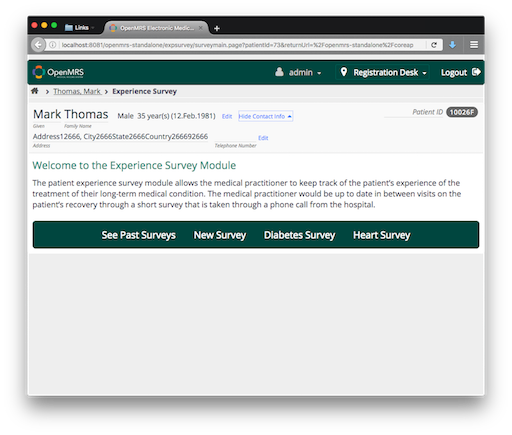 Links
OpenMRS Electronic Medic...
localhost:8081/openmrs-standalone/expsurvey/surveymain.page?patientid=73&returnUrl=%2Fopenmrs-standalone%2Fcoreap
OpenMRS
admin
Registration Desk
Logout
Thomas, Mark
Experience Survey
Mark Thomas Male 35 year(s) (12.Feb.1981) Edit Hide Contact Info
Patient ID 10026F
Given Family Name
Address12666, City2666State2666Country266692666 Edit
Address Telephone Number
Welcome to the Experience Survey Module
The patient experience survey module allows the medical practitioner to keep track of the patient's experience of the
treatment of their long-term medical condition. The medical practitioner would be up to date in between visits on the
patient's recovery through a short survey that is taken through a phone call from the hospital.
See Past Surveys New Survey Diabetes Survey Heart Survey